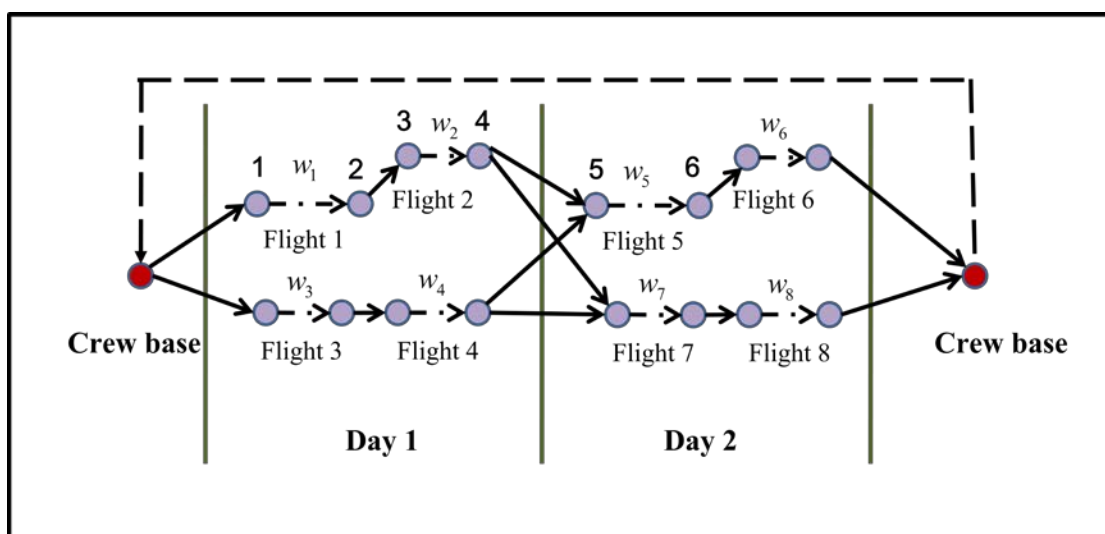 3 w₂ 4
w₆
1 w₁ 2
Flight 2
5 w₅ 6
Flight 6
Flight 1
Flight 5
w₃ w₄
w₇ w₈
Crew base
Flight 3 Flight 4
Flight 7 Flight 8
Crew base
Day 1
Day 2